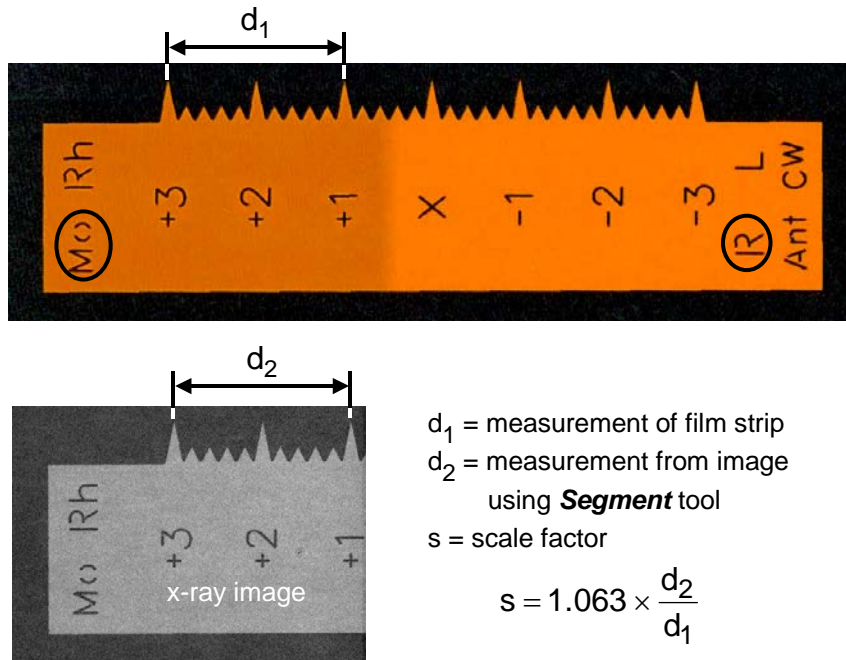 d1
Mo Rh
+3
+2
+1
X
-1
-2
-3
R L
Ant CW
d2
Mo Rh
+3
+2
+1
x-ray image
d1 = measurement of film strip
d2 = measurement from image
using Segment tool
s = scale factor
s = 1.063 × d2/d1